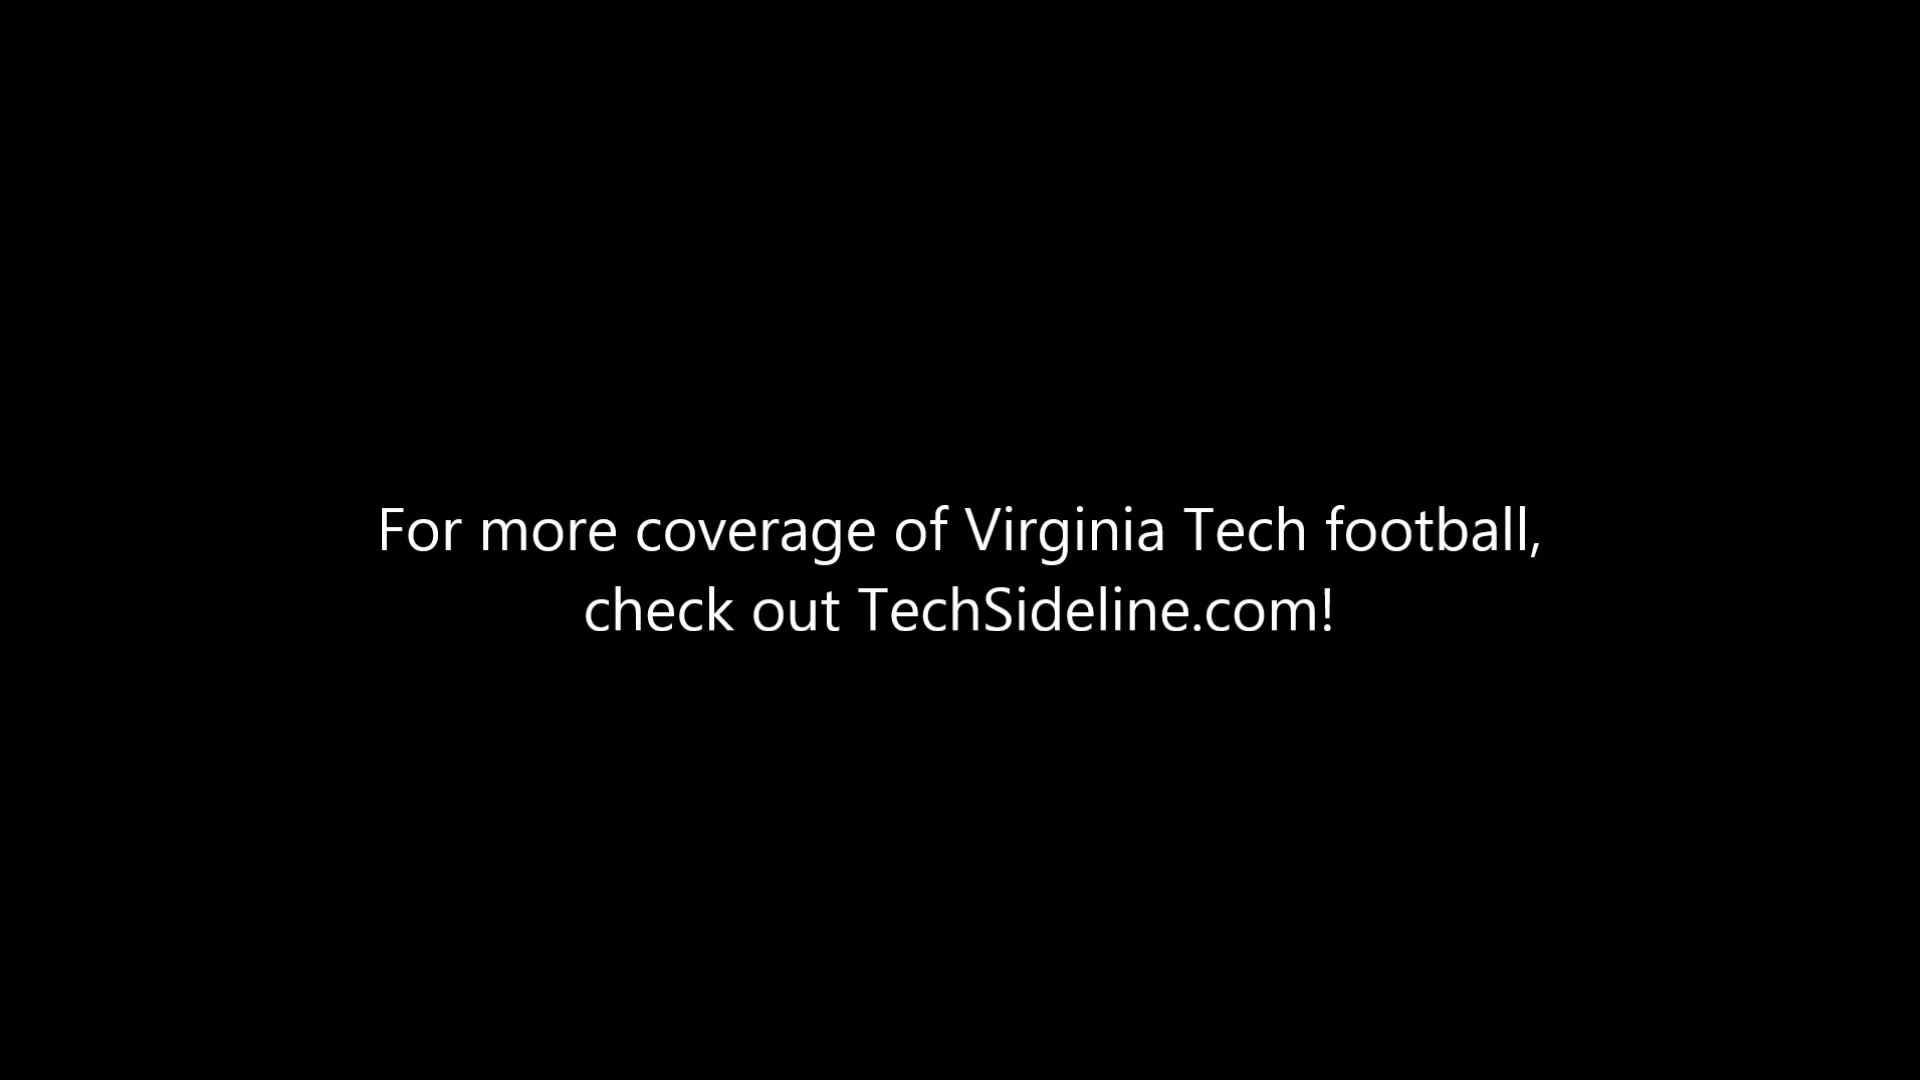 For more coverage of Virginia Tech football,
check out TechSideline.com!